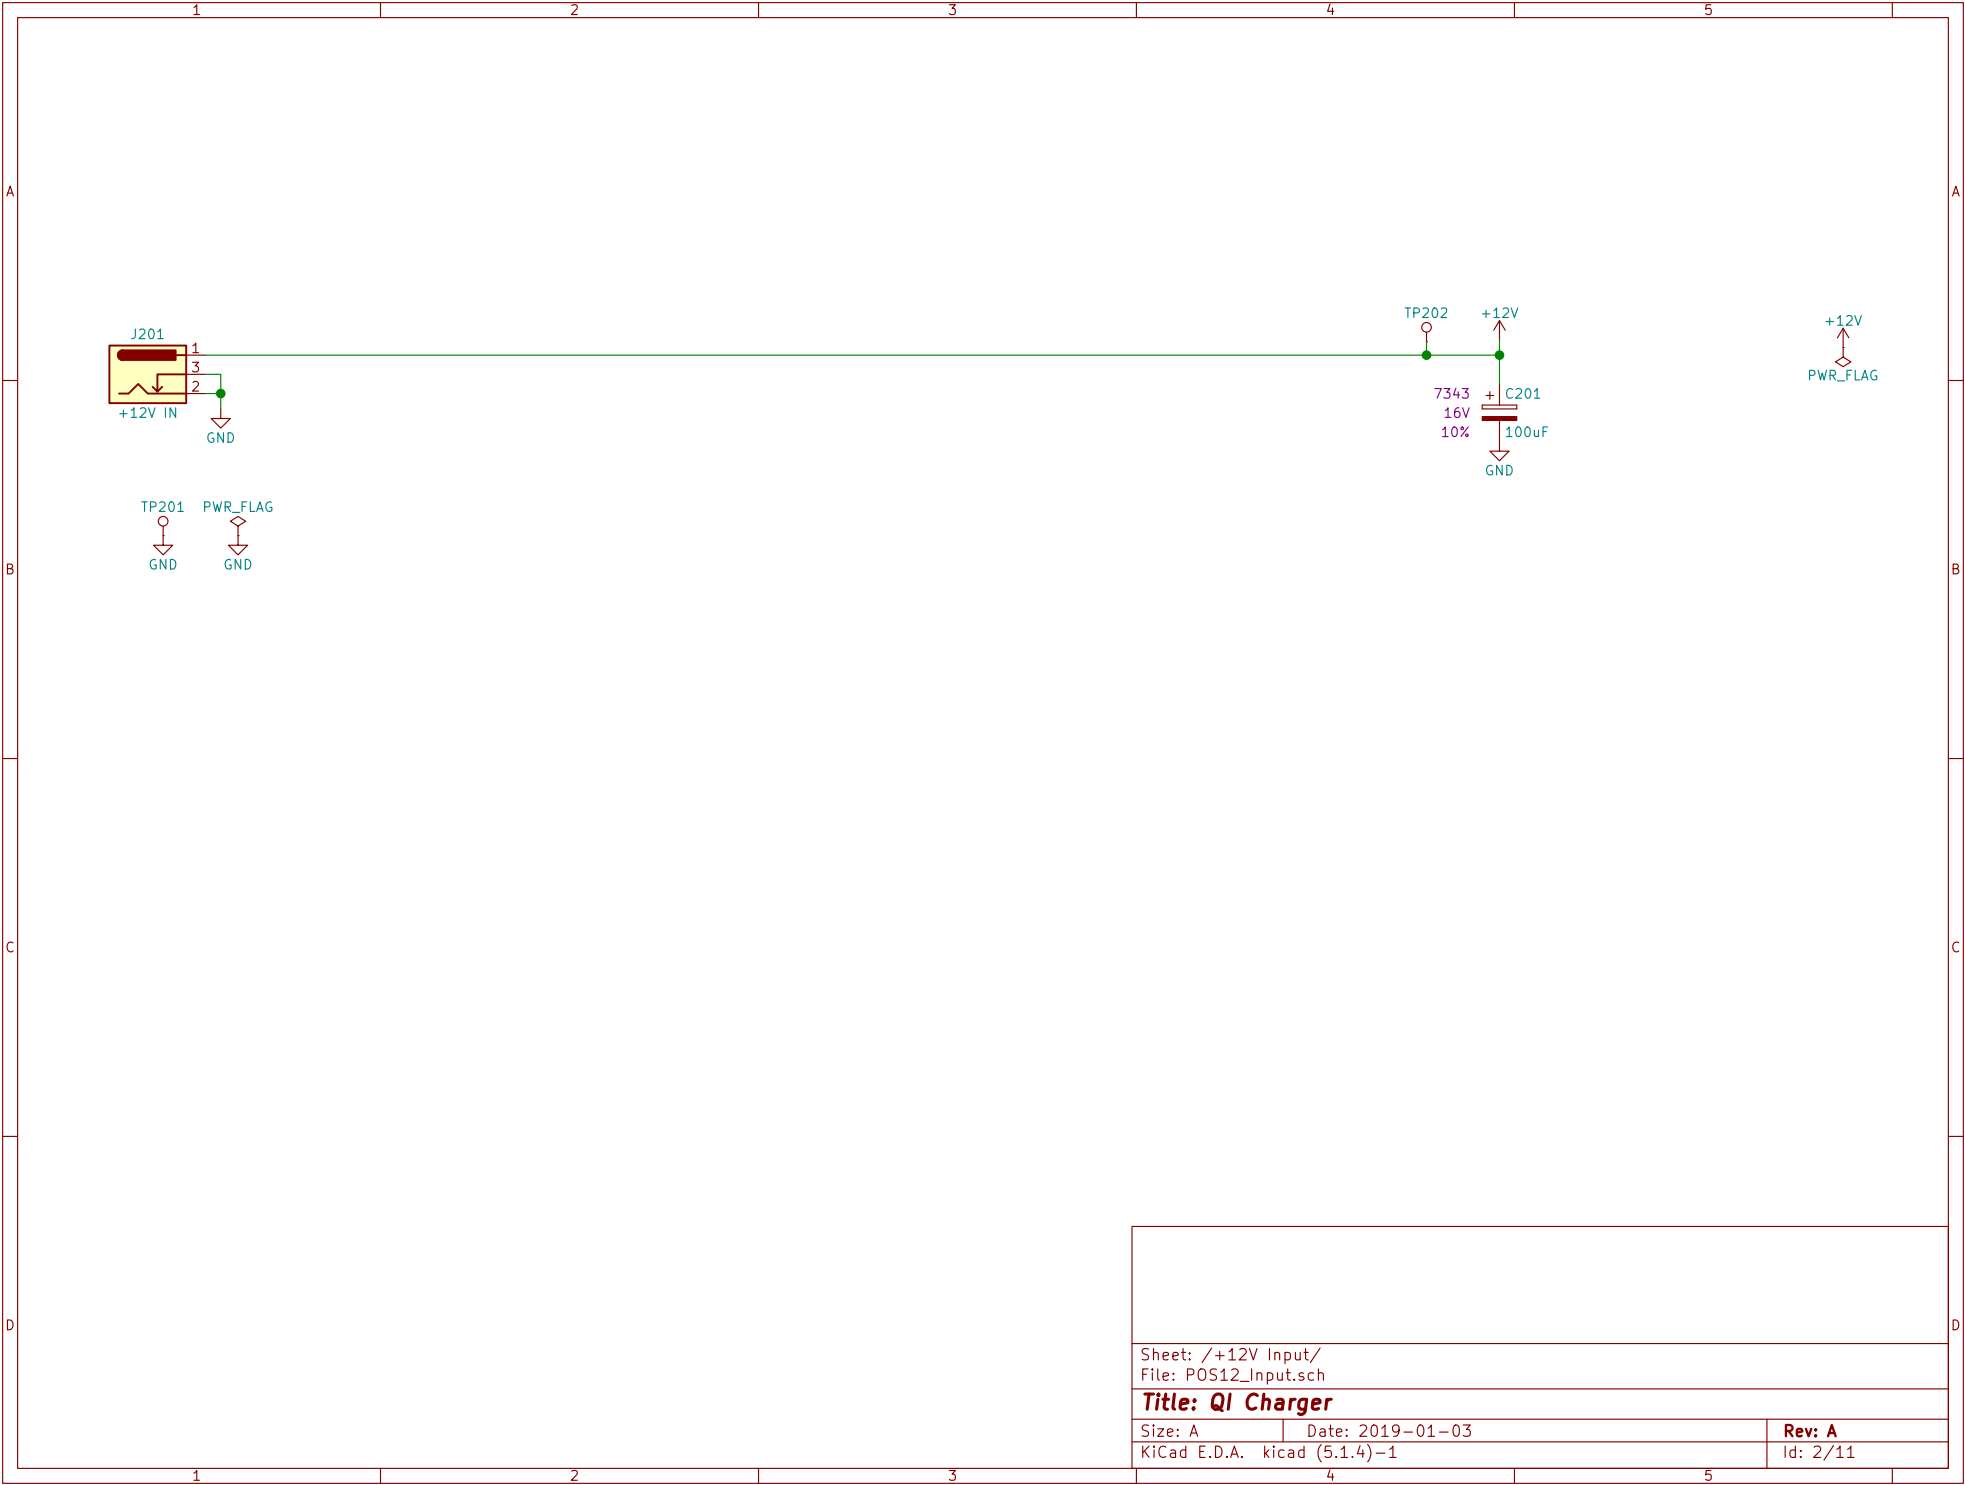 1 2 3 4 5
A A
TP202 +12V
+12V
J201
1
3
2
+12V IN
GND
PWR_FLAG
7343 + C201
16V
10% 100uF
GND
TP201 PWR_FLAG
GND GND
B B
C C
D D
Sheet: /+12V Input/
File: POS12_Input.sch
Title: QI Charger
Size: A Date: 2019-01-03 Rev: A
KiCad E.D.A. kicad (5.1.4)-1 Id: 2/11
1 2 3 4 5